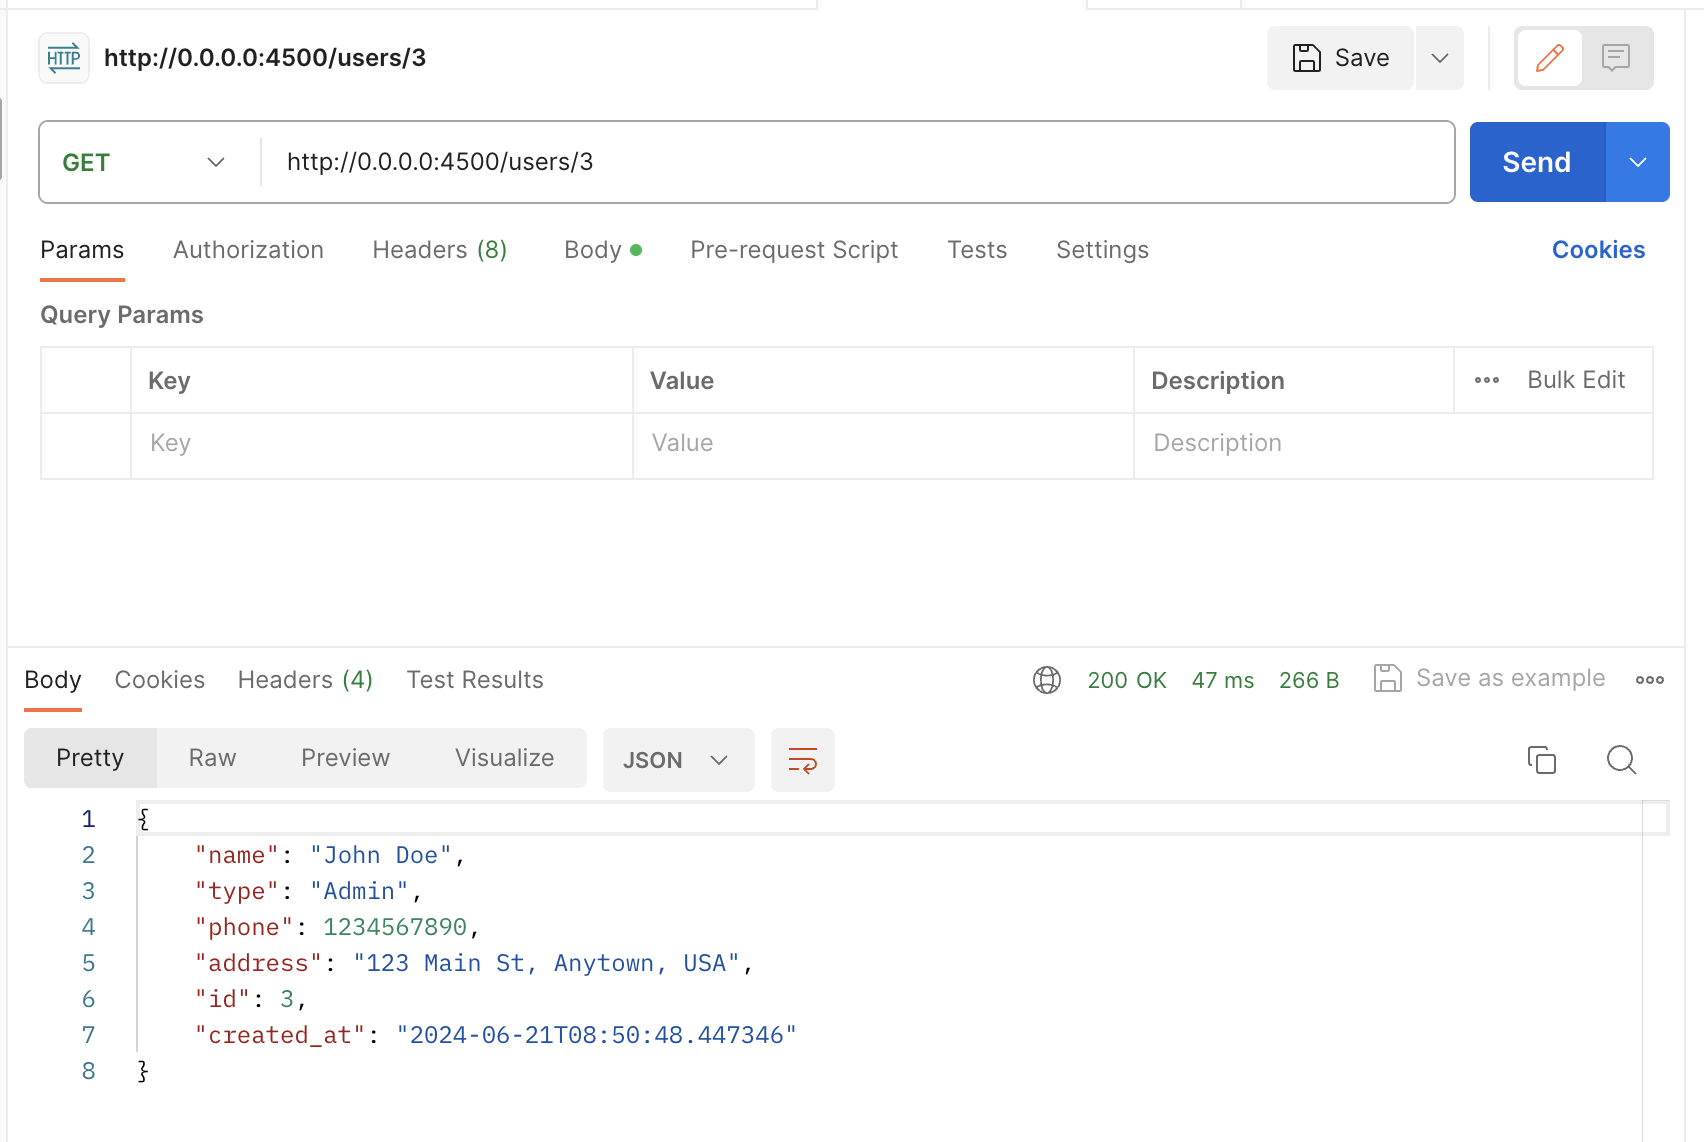 HTTP http://0.0.0.0:4500/users/3 Save
GET http://0.0.0.0:4500/users/3 Send
Params Authorization Headers (8) Body Pre-request Script Tests Settings Cookies
Query Params
Key Value Description Bulk Edit
Key Value Description
Body Cookies Headers (4) Test Results 200 OK 47 ms 266 B Save as example
Pretty Raw Preview Visualize JSON
1 {
2 "name": "John Doe",
3 "type": "Admin",
4 "phone": 1234567890,
5 "address": "123 Main St, Anytown, USA",
6 "id": 3,
7 "created_at": "2024-06-21T08:50:48.447346"
8 }